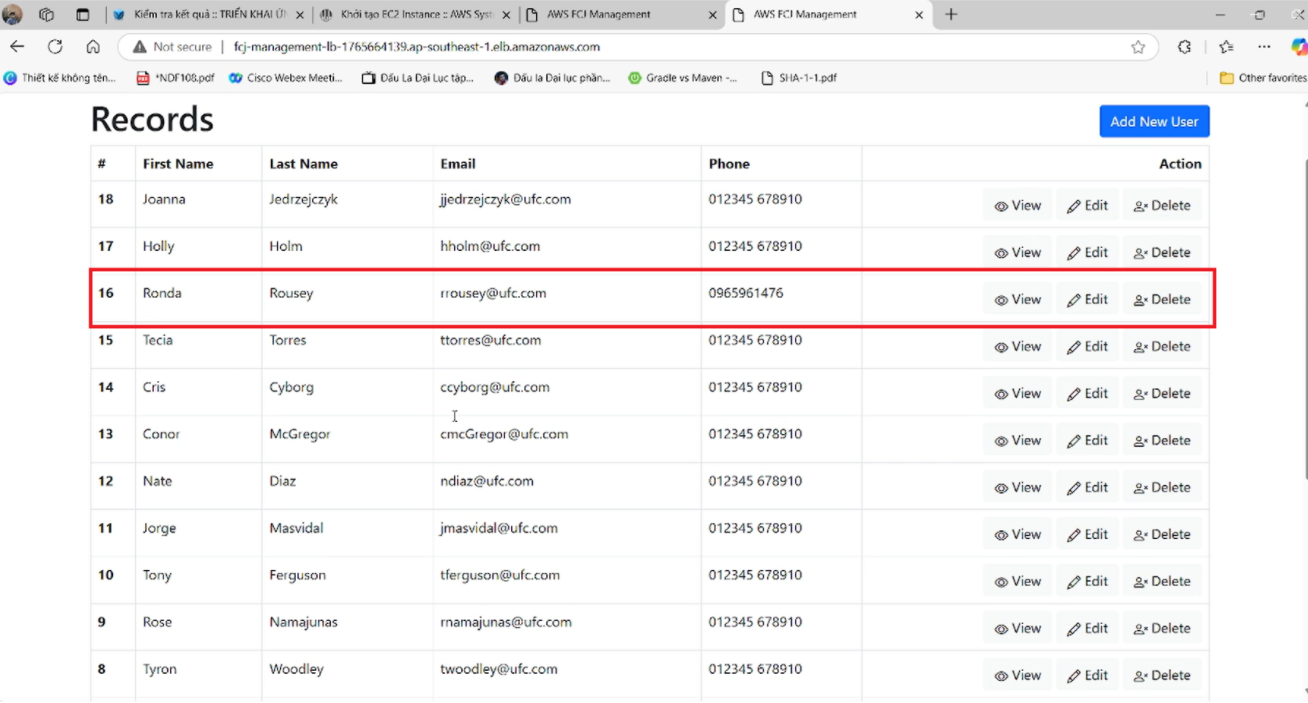 Kiểm tra kết quả :: TRIỂN KHAI ỨN
Khởi tạo EC2 Instance :: AWS Syst
AWS FCJ Management
AWS FCJ Management
Not secure | fcj-management-lb-1765664139.ap-southeast-1.elb.amazonaws.com
Thiết kế không tên... *NDF108.pdf Cisco Webex Meeti... Đấu La Đại Lục tập... Đấu la Đại lục phần... Gradle vs Maven -... SHA-1-1.pdf Other favorites
Records Add New User
# First Name Last Name Email Phone Action
18 Joanna Jedrzejczyk jjedrzejczyk@ufc.com 012345 678910 View Edit Delete
17 Holly Holm hholm@ufc.com 012345 678910 View Edit Delete
16 Ronda Rousey rrousey@ufc.com 0965961476 View Edit Delete
15 Tecia Torres ttorres@ufc.com 012345 678910 View Edit Delete
14 Cris Cyborg ccyborg@ufc.com 012345 678910 View Edit Delete
13 Conor McGregor cmcGregor@ufc.com 012345 678910 View Edit Delete
12 Nate Diaz ndiaz@ufc.com 012345 678910 View Edit Delete
11 Jorge Masvidal jmasvidal@ufc.com 012345 678910 View Edit Delete
10 Tony Ferguson tferguson@ufc.com 012345 678910 View Edit Delete
9 Rose Namajunas rnamajunas@ufc.com 012345 678910 View Edit Delete
8 Tyron Woodley twoodley@ufc.com 012345 678910 View Edit Delete